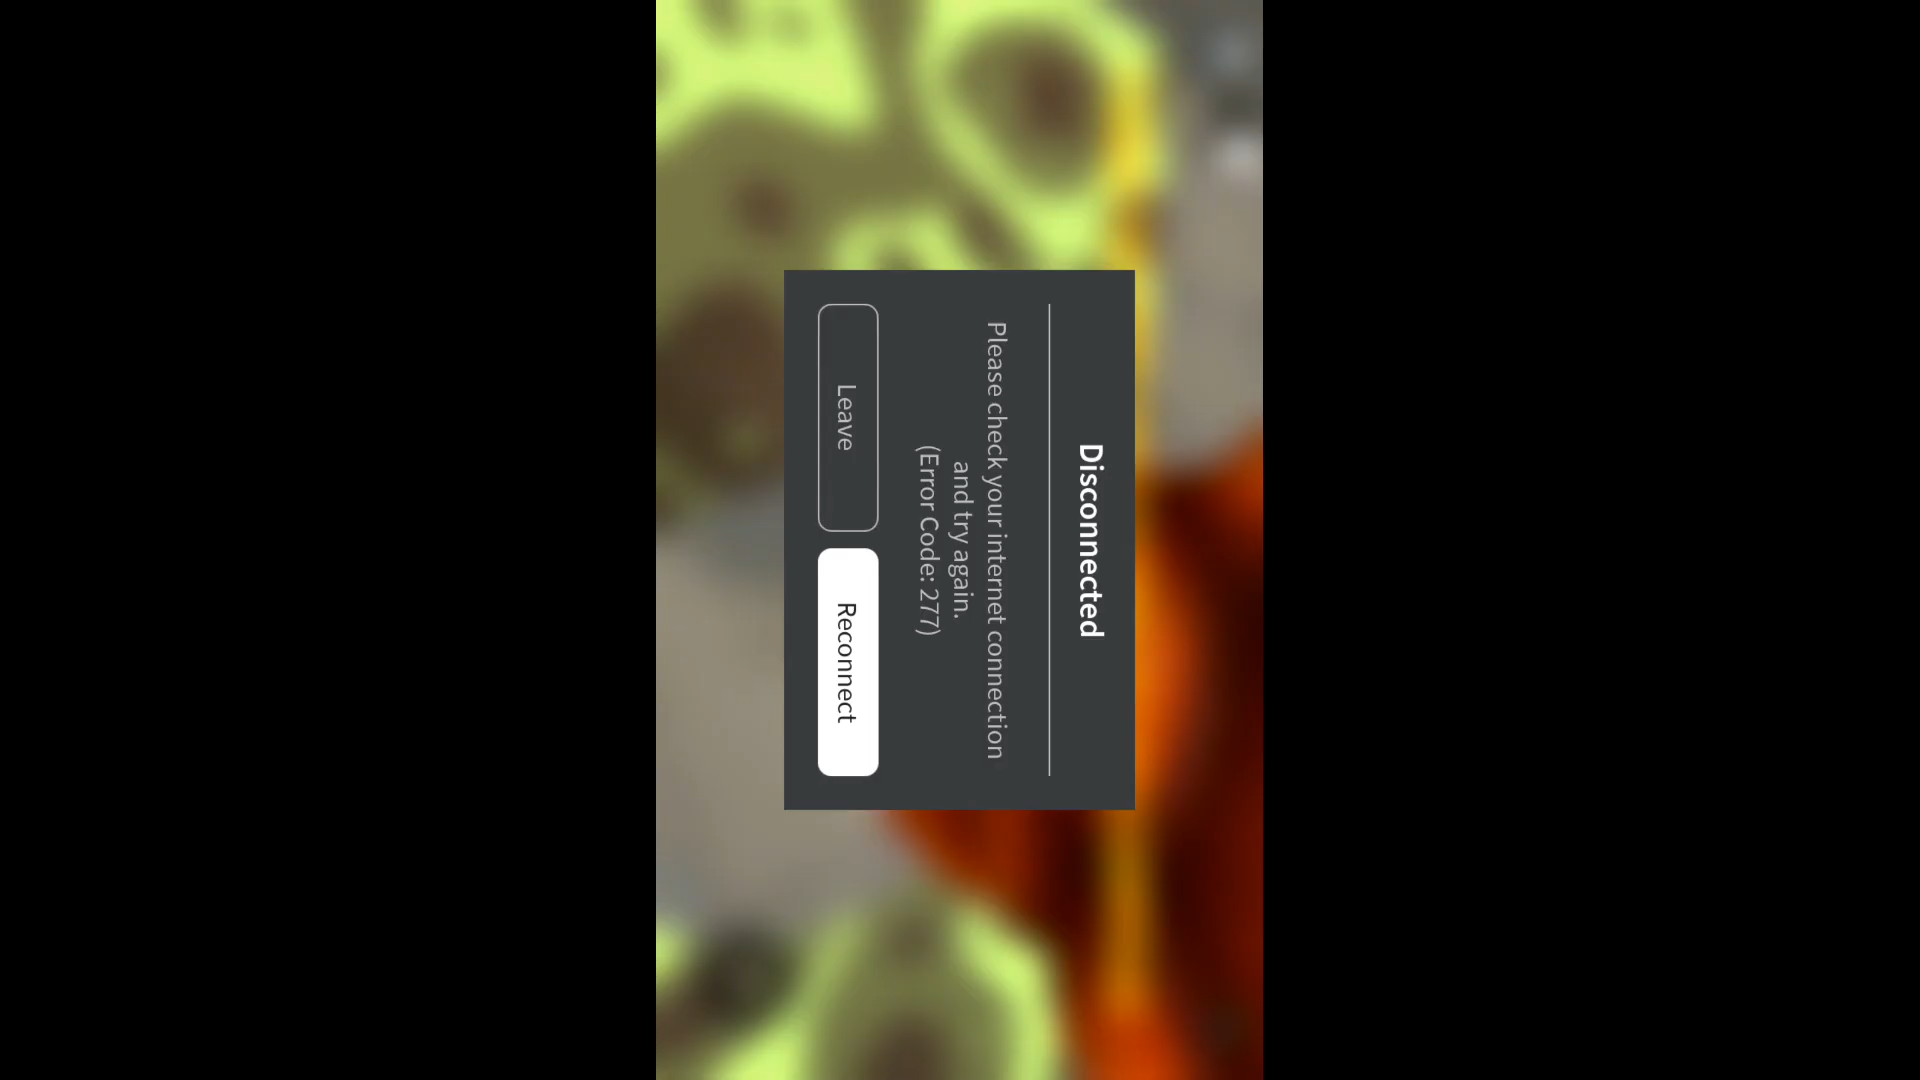 Disconnected
Please check your internet connection
and try again.
(Error Code: 277)
Leave
Reconnect